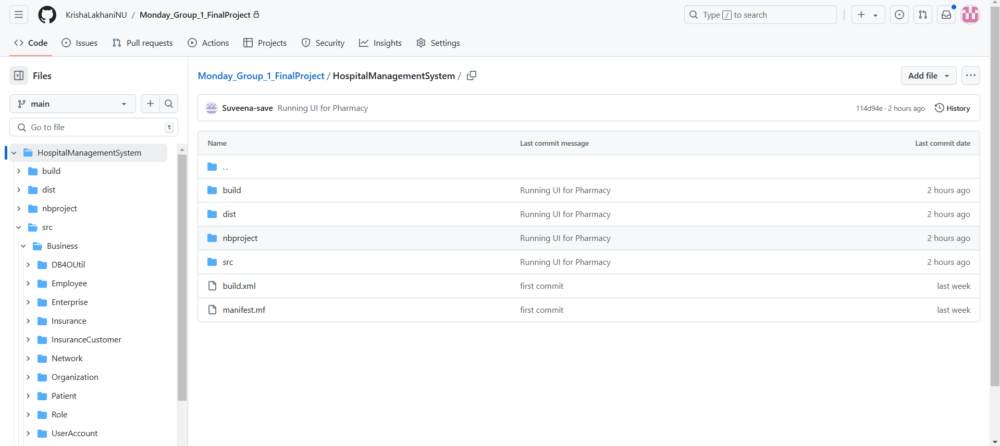 KrishaLakhaniNU / Monday_Group_1_FinalProject
Type / to search
Code Issues Pull requests Actions Projects Security Insights Settings
Files
main
Go to file t
HospitalManagementSystem
build
dist
nbproject
src
Business
DB4OUtil
Employee
Enterprise
Insurance
InsuranceCustomer
Network
Organization
Patient
Role
UserAccount
Monday_Group_1_FinalProject / HospitalManagementSystem /
Add file
Suveena-save Running UI for Pharmacy 114d94e · 2 hours ago History
Name Last commit message Last commit date
..
build Running UI for Pharmacy 2 hours ago
dist Running UI for Pharmacy 2 hours ago
nbproject Running UI for Pharmacy 2 hours ago
src Running UI for Pharmacy 2 hours ago
build.xml first commit last week
manifest.mf first commit last week